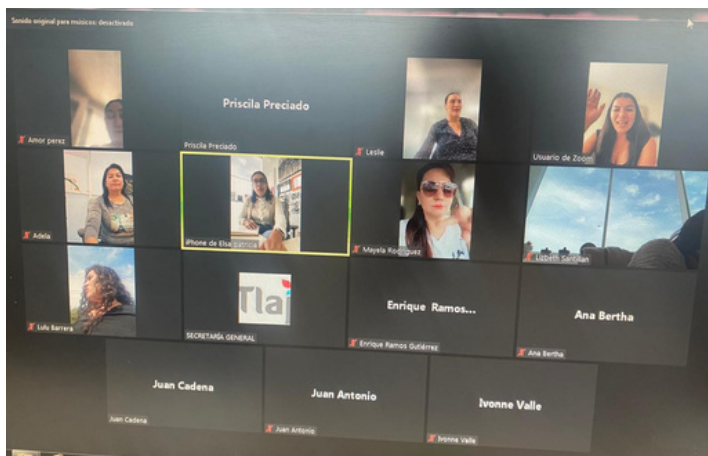 Sonido original para músicos: desactivado
Amor perez
Priscila Preciado
Priscila Preciado
Leslie
Usuario de Zoom
Adela
iPhone de Elsa patricia
Mayela Rodriguez
Lizbeth Santillan
Lulu Barrera
Tla
SECRETARÍA GENERAL
Enrique Ramos...
Enrique Ramos Gutiérrez
Ana Bertha
Ana Bertha
Juan Cadena
Juan Cadena
Juan Antonio
Juan Antonio
Ivonne Valle
Ivonne Valle